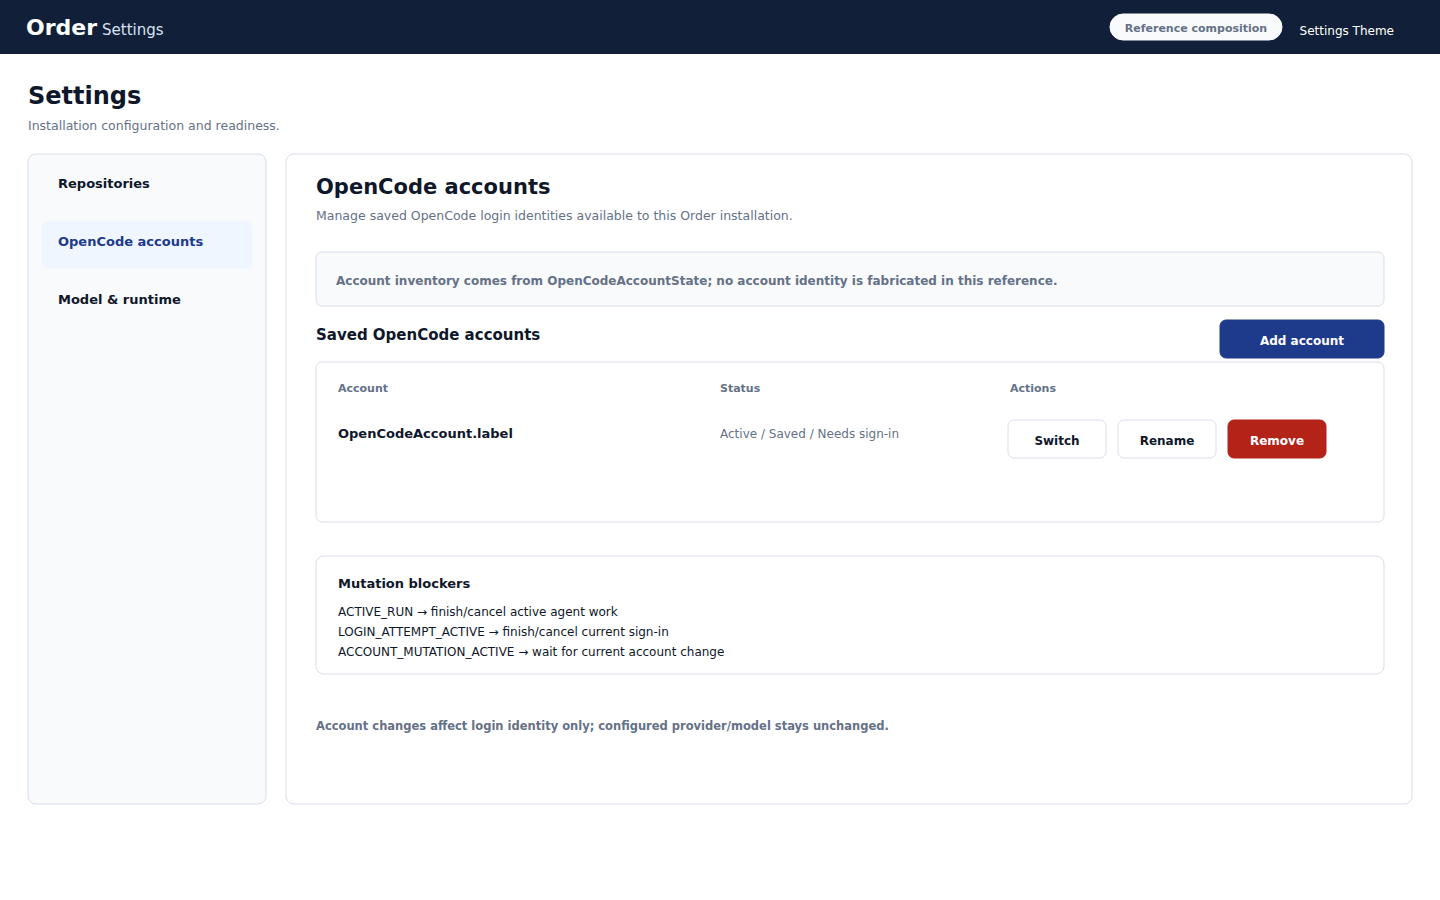 Order Settings
Reference composition
Settings Theme
Settings
Installation configuration and readiness.
Repositories
OpenCode accounts
Model & runtime
OpenCode accounts
Manage saved OpenCode login identities available to this Order installation.
Account inventory comes from OpenCodeAccountState; no account identity is fabricated in this reference.
Saved OpenCode accounts
Add account
Account Status Actions
OpenCodeAccount.label Active / Saved / Needs sign-in Switch Rename Remove
Mutation blockers
ACTIVE_RUN → finish/cancel active agent work
LOGIN_ATTEMPT_ACTIVE → finish/cancel current sign-in
ACCOUNT_MUTATION_ACTIVE → wait for current account change
Account changes affect login identity only; configured provider/model stays unchanged.